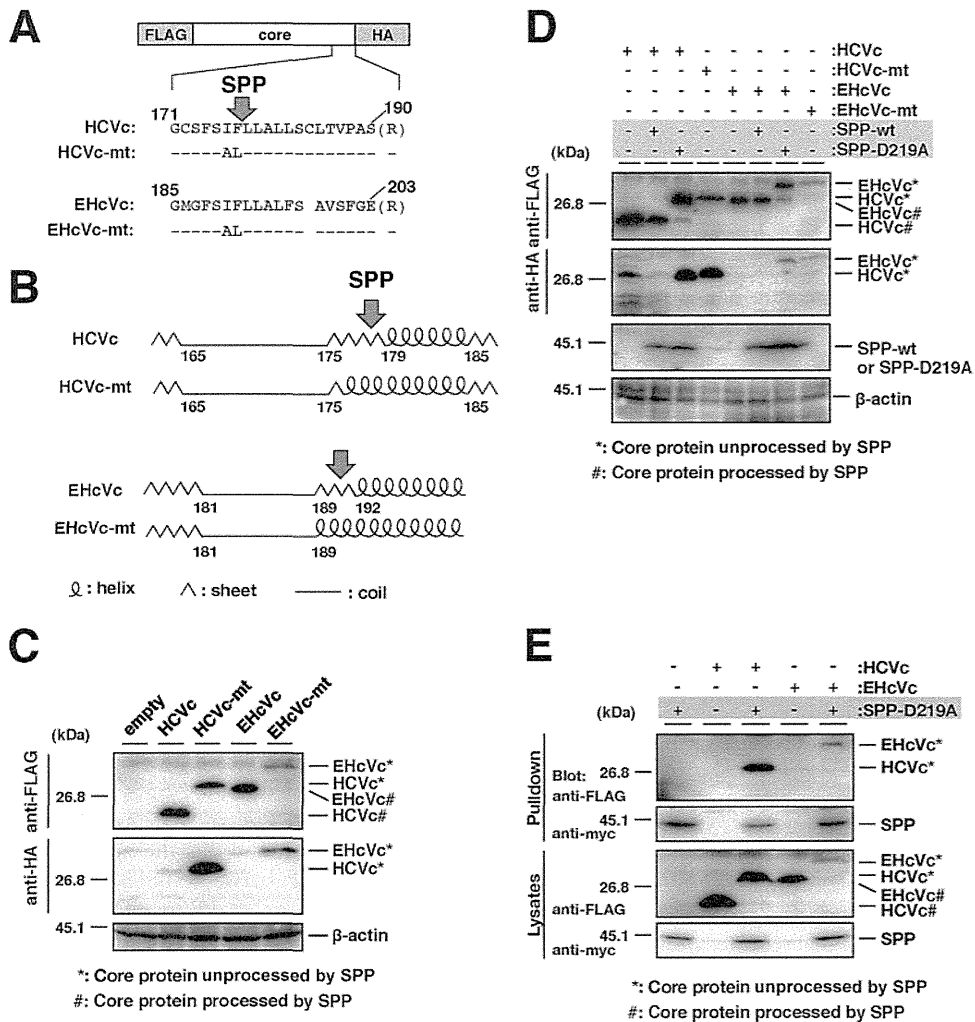 A
FLAG core HA
SPP
171 190
HCVc: GCSFSIFLLALLSCLTVPAS(R)
HCVc-mt: -----AL----------- -- -
185 203
EHcVc: GMGFSIFLLALFS AVSFGE(R)
EHcVc-mt: -----AL------ ------ -
B
SPP
HCVc
165 175 179 185
HCVc-mt
165 175 185
EHcVc
181 189 192
EHcVc-mt
181 189
: helix : sheet : coil
C
empty HCVc HCVc-mt EHcVc EHcVc-mt
(kDa)
anti-FLAG
26.8
EHcVc*
HCVc*
EHcVc#
HCVc#
anti-HA
26.8
EHcVc*
HCVc*
45.1
β-actin
*: Core protein unprocessed by SPP
#: Core protein processed by SPP
D
+ + + - - - - - :HCVc
- - - + - - - - :HCVc-mt
- - - - + + + - :EHcVc
- - - - - - - + :EHcVc-mt
- + - - - + - - :SPP-wt
- - + - - - + - :SPP-D219A
(kDa)
anti-FLAG
26.8
EHcVc*
HCVc*
EHcVc#
HCVc#
anti-HA
26.8
EHcVc*
HCVc*
45.1
SPP-wt
or SPP-D219A
45.1
β-actin
*: Core protein unprocessed by SPP
#: Core protein processed by SPP
E
- + + - - :HCVc
- - - + + :EHcVc
+ - + - + :SPP-D219A
(kDa)
Pulldown
Blot:
anti-FLAG
26.8
EHcVc*
HCVc*
anti-myc
45.1
SPP
Lysates
anti-FLAG
26.8
EHcVc*
HCVc*
EHcVc#
HCVc#
anti-myc
45.1
SPP
*: Core protein unprocessed by SPP
#: Core protein processed by SPP